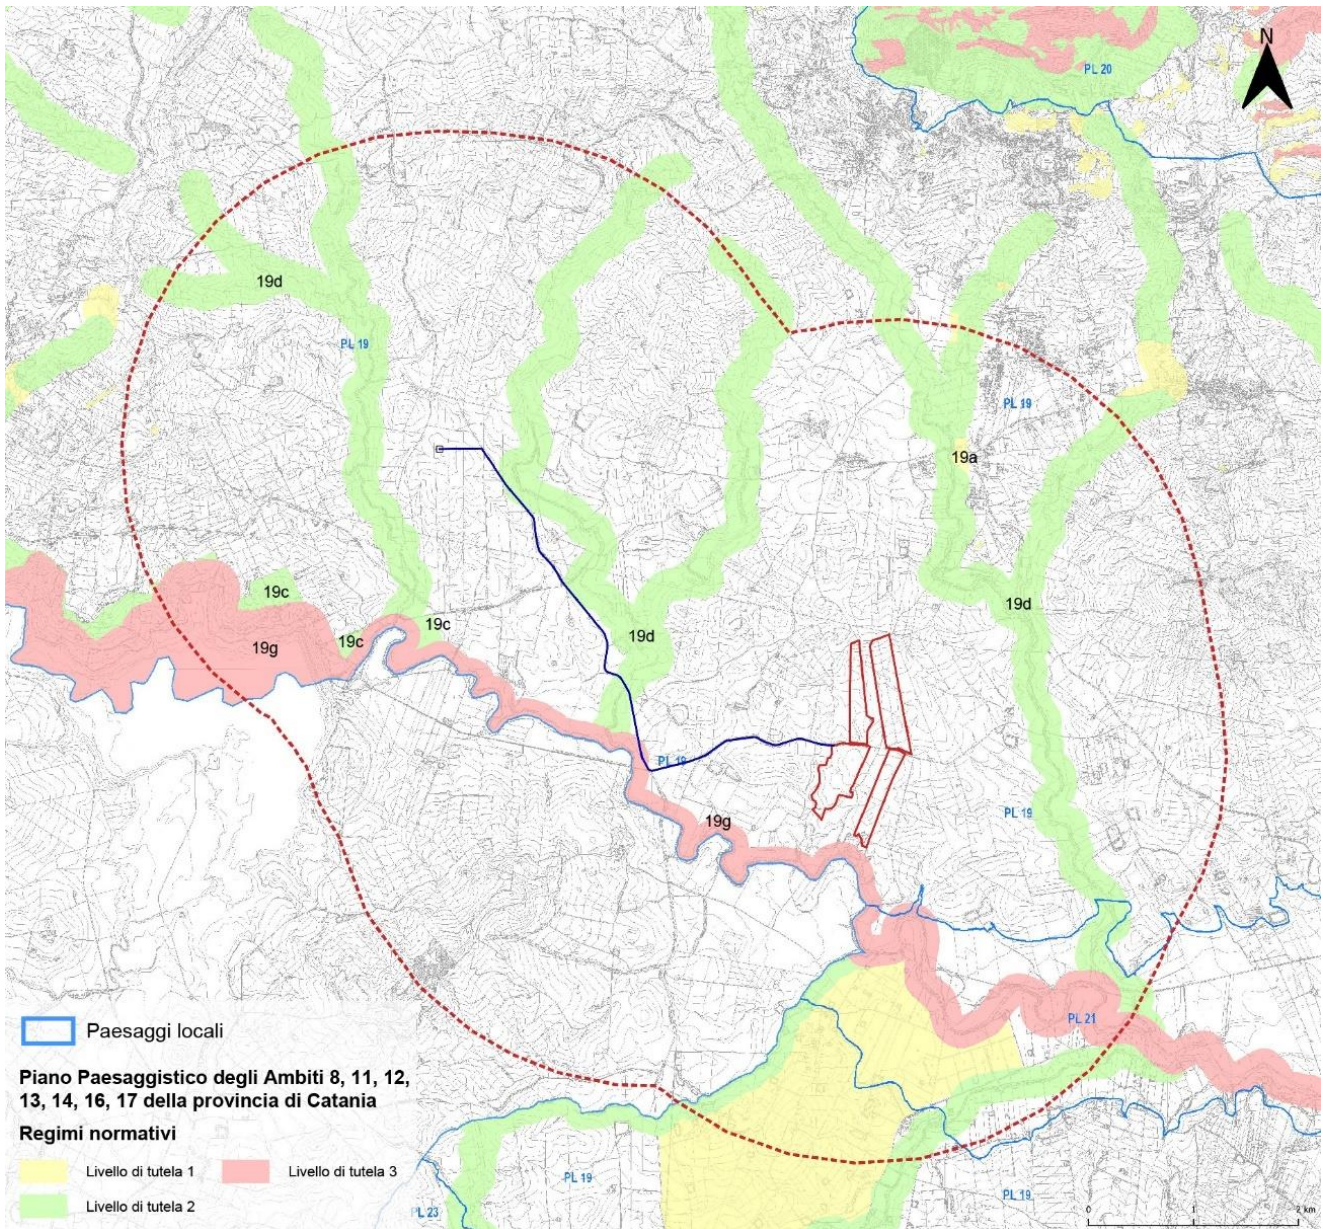 N
PL 20
19d
PL 19
PL 19
19a
19c
19c
19c
19g
19d
19d
PL 19
19g
PL 19
PL 21
Paesaggi locali
Piano Paesaggistico degli Ambiti 8, 11, 12,
13, 14, 16, 17 della provincia di Catania
Regimi normativi
Livello di tutela 1
Livello di tutela 3
Livello di tutela 2
PL 19
PL 19
PL 23
0 1 2 km